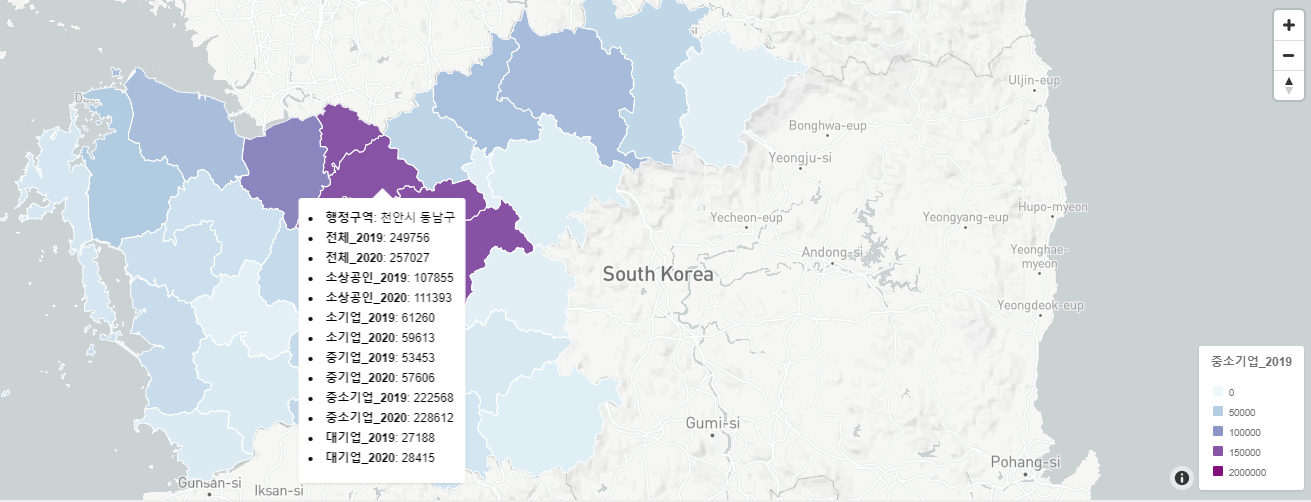 Uljin-eup
Bonghwa-eup
Yeongju-si
Hupo-myeon
Yecheon-eup
Yeongyang-eup
Andong-si
Yeonghae-
myeon
South Korea
Yeongdeok-eup
Gumi-si
Pohang-si
Gunsan-si
Iksan-si
행정구역: 천안시 동남구
전체_2019: 249756
전체_2020: 257027
소상공인_2019: 107855
소상공인_2020: 111393
소기업_2019: 61260
소기업_2020: 59613
중기업_2019: 53453
중기업_2020: 57606
중소기업_2019: 222568
중소기업_2020: 228612
대기업_2019: 27188
대기업_2020: 28415
중소기업_2019
0
50000
100000
150000
2000000